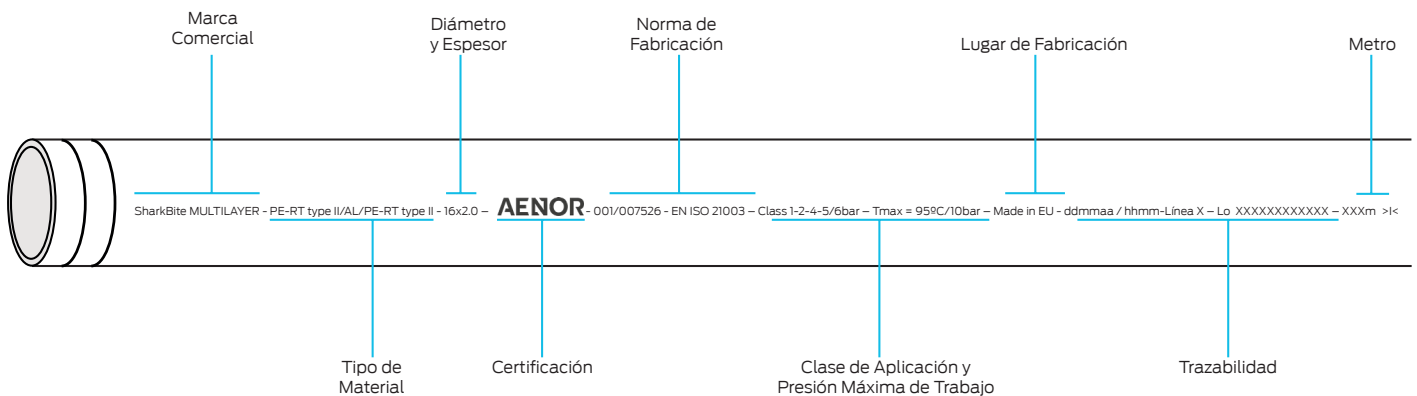 Marca
Comercial
Diámetro
y Espesor
Norma de
Fabricación
Lugar de Fabricación
Metro
SharkBite MULTILAYER - PE-RT type II/AL/PE-RT type II - 16x2.0 – AENOR - 001/007526 - EN ISO 21003 – Class 1-2-4-5/6bar – Tmax = 95ºC/10bar – Made in EU - ddmmaa / hhmm-Línea X – Lo XXXXXXXXXXXX – XXXm >I<
Tipo de
Material
Certificación
Clase de Aplicación y
Presión Máxima de Trabajo
Trazabilidad